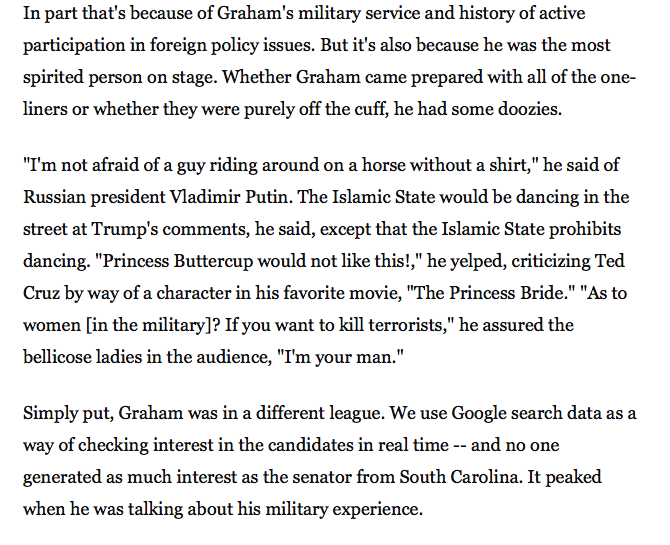 In part that's because of Graham's military service and history of active
participation in foreign policy issues. But it's also because he was the most
spirited person on stage. Whether Graham came prepared with all of the one-
liners or whether they were purely off the cuff, he had some doozies.
"I'm not afraid of a guy riding around on a horse without a shirt," he said of
Russian president Vladimir Putin. The Islamic State would be dancing in the
street at Trump's comments, he said, except that the Islamic State prohibits
dancing. "Princess Buttercup would not like this!," he yelped, criticizing Ted
Cruz by way of a character in his favorite movie, "The Princess Bride." "As to
women [in the military]? If you want to kill terrorists," he assured the
bellicose ladies in the audience, "I'm your man."
Simply put, Graham was in a different league. We use Google search data as a
way of checking interest in the candidates in real time -- and no one
generated as much interest as the senator from South Carolina. It peaked
when he was talking about his military experience.